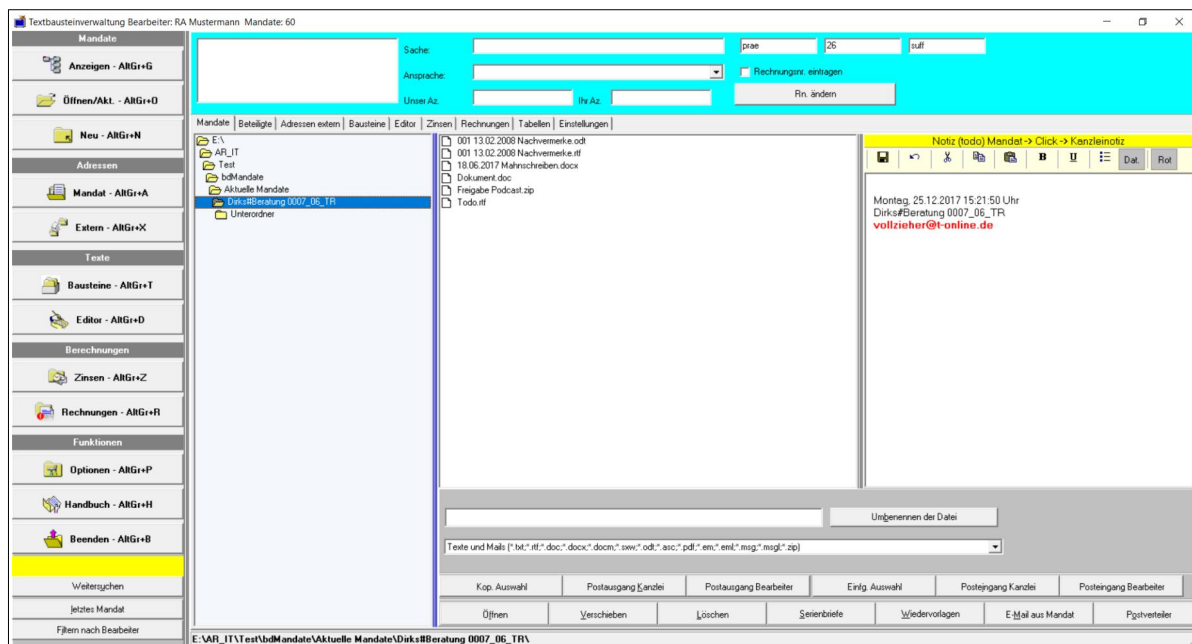 Textbausteinverwaltung Bearbeiter: RA Mustermann Mandate: 60
Mandate
Anzeigen - AltGr+G
Öffnen/Akt. - AltGr+O
Neu - AltGr+N
Adressen
Mandat - AltGr+A
Extern - AltGr+X
Texte
Bausteine - AltGr+T
Editor - AltGr+D
Berechnungen
Zinsen - AltGr+Z
Rechnungen - AltGr+R
Funktionen
Optionen - AltGr+P
Handbuch - AltGr+H
Beenden - AltGr+B
Weitersuchen
letztes Mandat
Filtern nach Bearbeiter
Sache:
prae 26 suff
Ansprache:
Rechnungsnr. eintragen
Unser Az. Ihr Az.
Rn. ändern
Mandate Beteiligte Adressen extern Bausteine Editor Zinsen Rechnungen Tabellen Einstellungen
E:\
AR_IT
Test
bdMandate
Aktuelle Mandate
Dirks#Beratung 0007_06_TR
Unterordner
001 13.02.2008 Nachvermerke.odt
001 13.02.2008 Nachvermerke.rtf
18.06.2017 Mahnschreiben.docx
Dokument.doc
Freigabe Podcast.zip
Todo.rtf
Notiz (todo) Mandat-> Click-> Kanzleinotiz
B U Dat. Rot
Montag, 25.12.2017 15:21:50 Uhr
Dirks#Beratung 0007_06_TR
vollzieher@t-online.de
Umbenennen der Datei
Texte und Mails (*.txt;*.rtf;*.doc;*.docx;*.docm;*.sxw;*.odt;*.asc;*.pdf;*.em;*.eml;*.msg;*.msgl;*.zip)
Kop. Auswahl Postausgang Kanzlei Postausgang Bearbeiter Einfg. Auswahl Posteingang Kanzlei Posteingang Bearbeiter
Öffnen Verschieben Löschen Serienbriefe Wiedervorlagen E-Mail aus Mandat Postverteiler
E:\AR_IT\Test\bdMandate\Aktuelle Mandate\Dirks#Beratung 0007_06_TR\